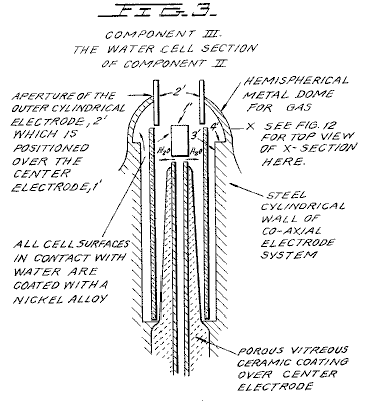 FIG. 3.
COMPONENT III.
THE WATER CELL SECTION
OF COMPONENT II
APERTURE OF THE
OUTER CYLINDRICAL
ELECTRODE, 2'
WHICH IS
POSITIONED
OVER THE
CENTER
ELECTRODE, 1'
2'
1'
3'
4'
H2O
H2O
HEMISPHERICAL
METAL DOME
FOR GAS
X SEE FIG. 12
FOR TOP VIEW
OF X-SECTION
HERE.
STEEL
CYLINDRICAL
WALL OF
CO-AXIAL
ELECTRODE
SYSTEM
ALL CELL SURFACES
IN CONTACT WITH
WATER ARE
COATED WITH A
NICKEL ALLOY
POROUS VITREOUS
CERAMIC COATING
OVER CENTER
ELECTRODE